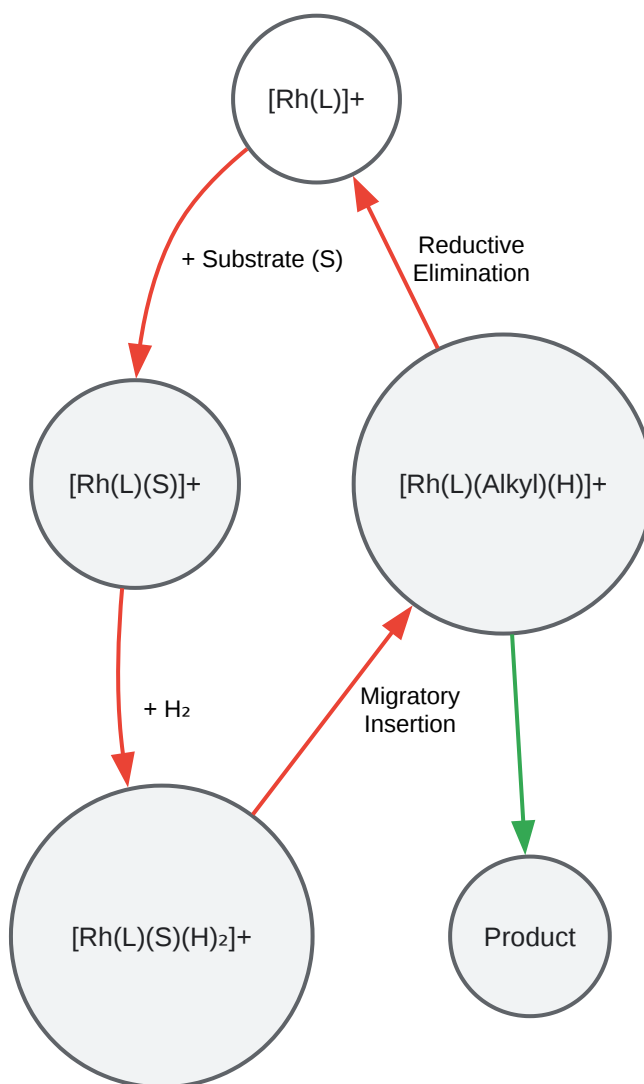 [Rh(L)]+
+ Substrate (S)
Reductive
Elimination
[Rh(L)(S)]+
[Rh(L)(Alkyl)(H)]+
+ H₂
Migratory
Insertion
[Rh(L)(S)(H)₂]+
Product